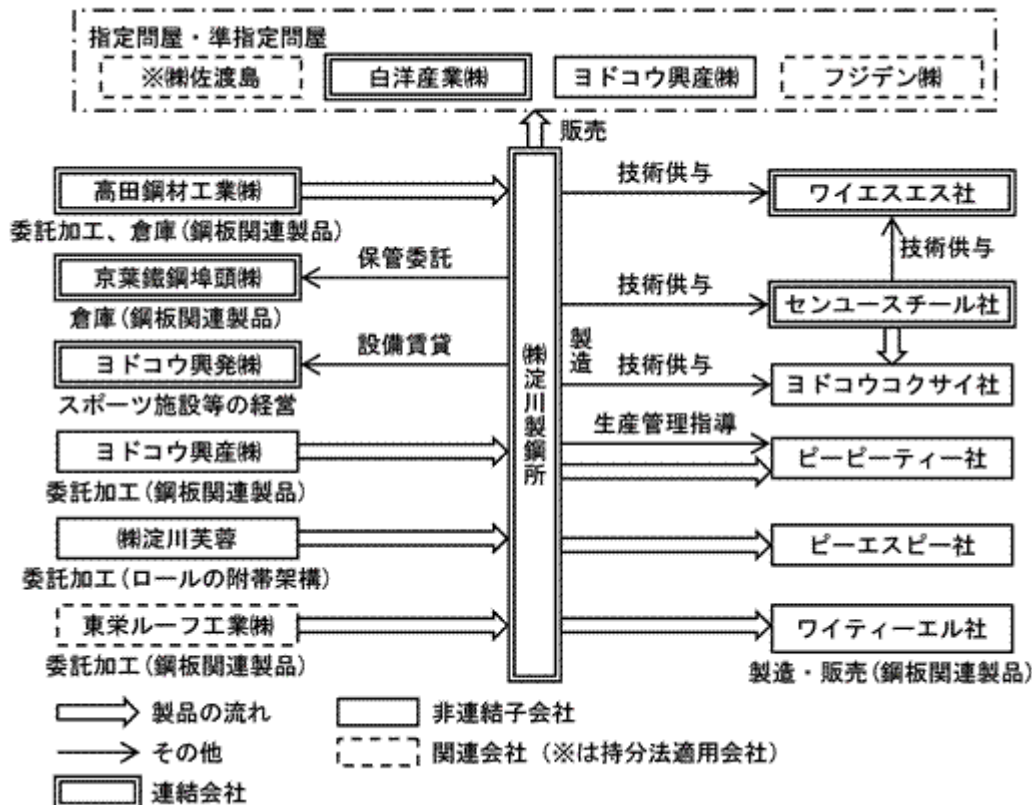 指定問屋・準指定問屋
※㈱佐渡島
白洋産業㈱
ヨドコウ興産㈱
フジデン㈱
販売
高田鋼材工業㈱
委託加工、倉庫(鋼板関連製品)
京葉鐵鋼埠頭㈱
倉庫(鋼板関連製品)
保管委託
ヨドコウ興発㈱
スポーツ施設等の経営
設備賃貸
ヨドコウ興産㈱
委託加工(鋼板関連製品)
㈱淀川芙蓉
委託加工(ロールの附帯架構)
東栄ルーフ工業㈱
委託加工(鋼板関連製品)
㈱淀川製鋼所
製造
技術供与
ワイエスエス社
技術供与
技術供与
センユースチール社
技術供与
ヨドコウコクサイ社
生産管理指導
ピーピーティー社
ピーエスピー社
ワイティーエル社
製造・販売(鋼板関連製品)
製品の流れ
非連結子会社
その他
関連会社（※は持分法適用会社）
連結会社